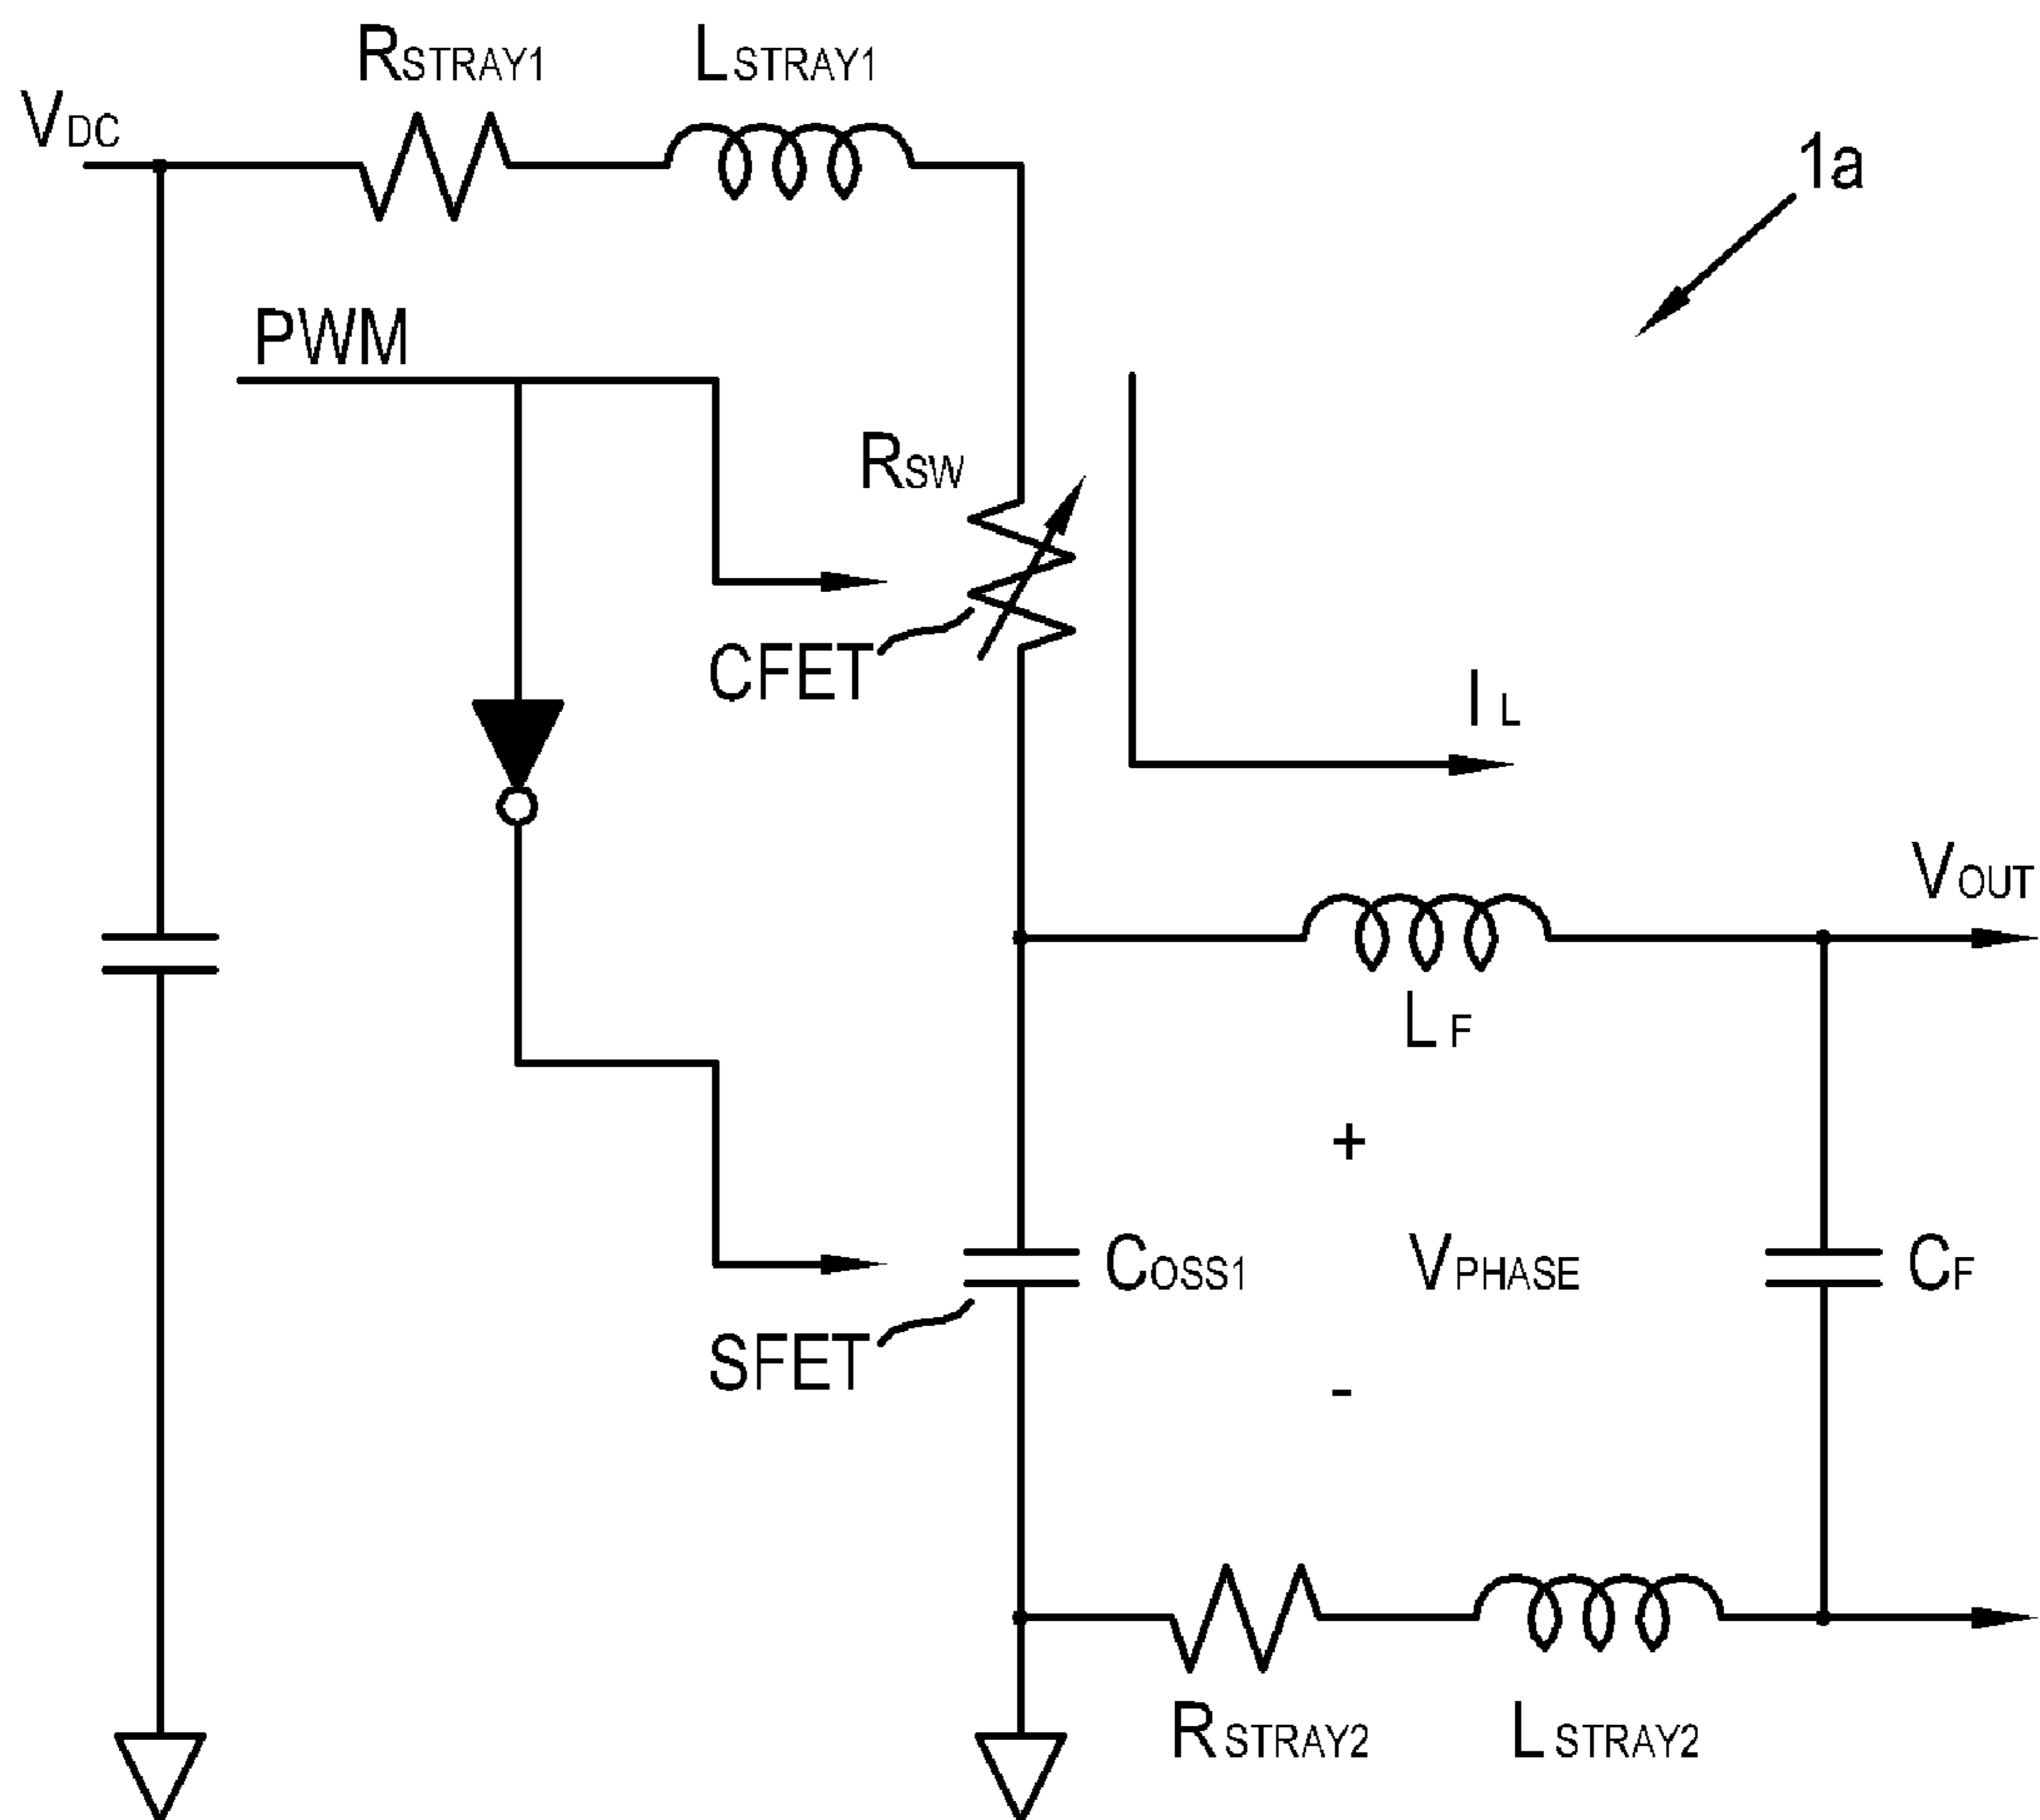 RSTRAY1
LSTRAY1
VDC
1a
PWM
RSW
CFET
IL
VOUT
LF
+
COSS1
VPHASE
CF
SFET
-
RSTRAY2
LSTRAY2